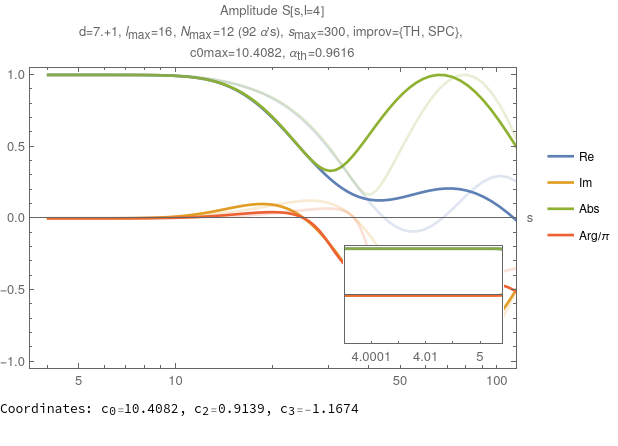 Amplitude S[s,l=4]
d=7.+1, lmax=16, Nmax=12 (92 α's), smax=300, improv={TH, SPC},
c0max=10.4082, αth=0.9616
1.0
0.5
0.0
−0.5
−1.0
s
Re
Im
Abs
Arg/π
4.0001 4.01 5
5 10 50 100
Coordinates: c0=10.4082, c2=0.9139, c3=−1.1674